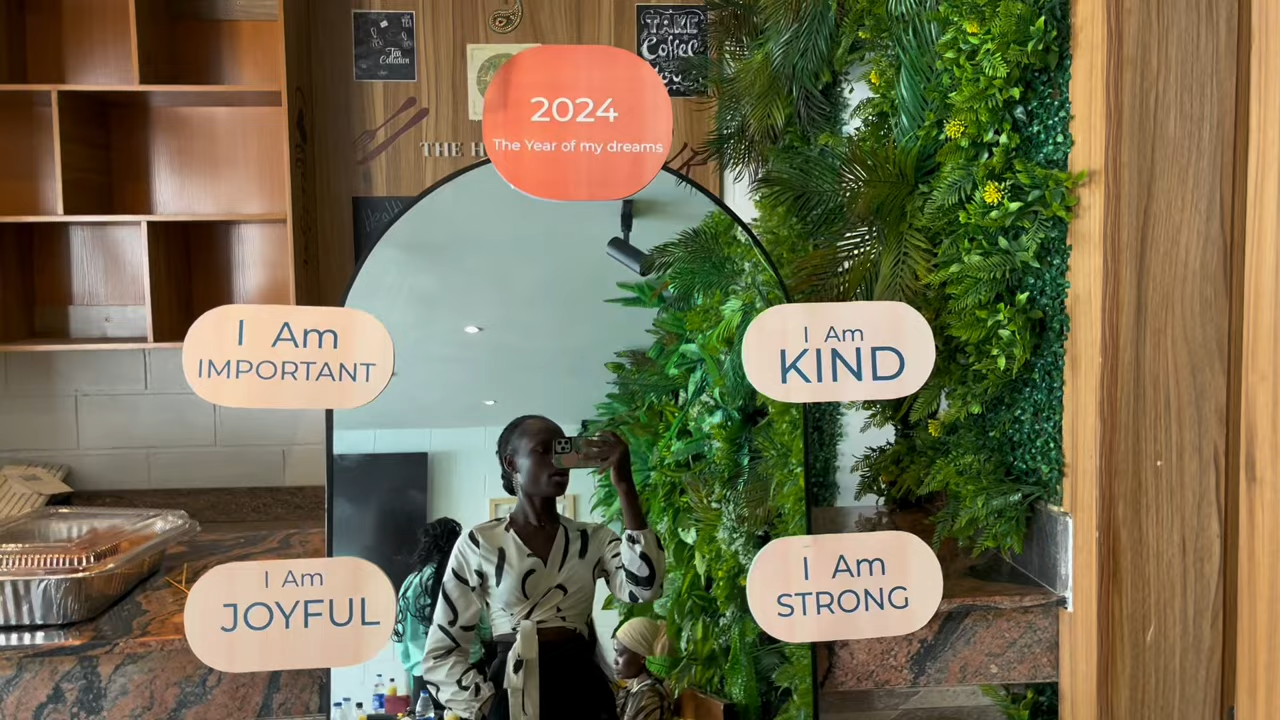 Tea
Collection
TAKE
Coffee
2024
The Year of my dreams
THE H
I Am
IMPORTANT
I Am
KIND
I Am
JOYFUL
I Am
STRONG